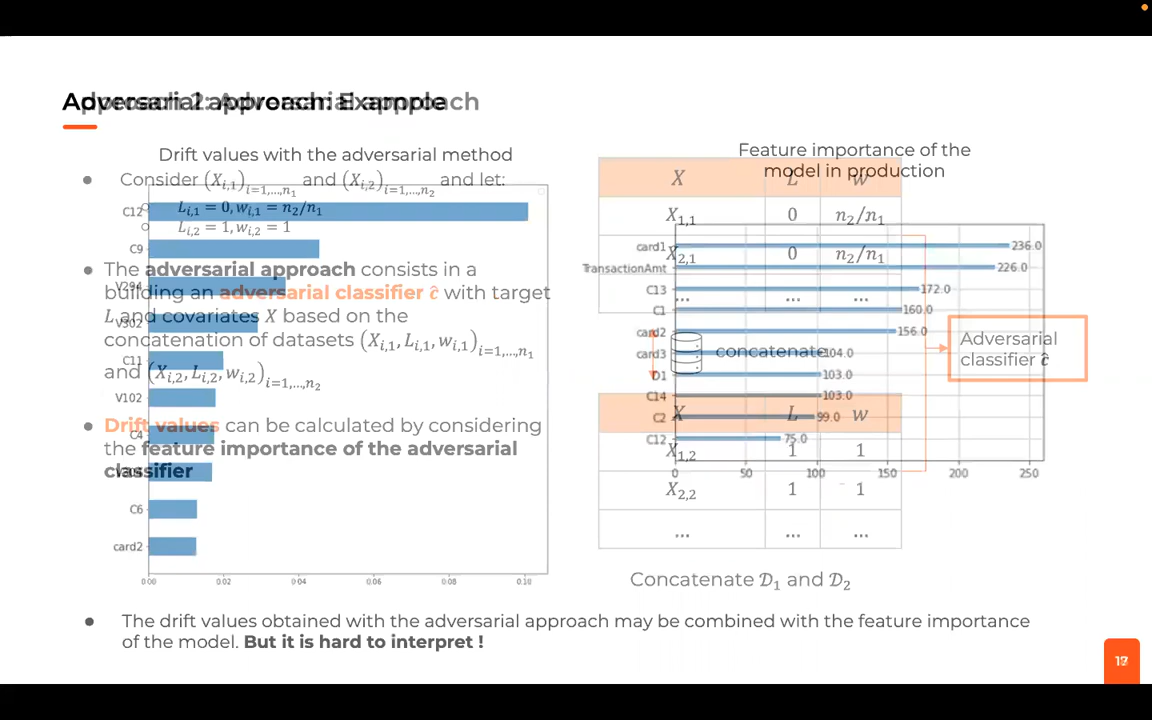 Approach 2: Adversarial approach
Adversarial approach: Example
Drift values with the adversarial method
Feature importance of the
model in production
● Consider (X_{i,1})_{i=1,...,n_1} and (X_{i,2})_{i=1,...,n_2} and let:
○ L_{i,1} = 0, w_{i,1} = n_2/n_1
○ L_{i,2} = 1, w_{i,2} = 1
● The adversarial approach consists in a
building an adversarial classifier ĉ with target
L and covariates X based on the
concatenation of datasets (X_{i,1}, L_{i,1}, w_{i,1})_{i=1,...,n_1}
and (X_{i,2}, L_{i,2}, w_{i,2})_{i=1,...,n_2}
● Drift values can be calculated by considering
the feature importance of the adversarial
classifier
C12
C9
V294
V302
C11
V102
C4
C6
card2
0.00 0.02 0.04 0.06 0.08 0.10
X L w
X_{1,1} 0 n_2/n_1
X_{2,1} 0 n_2/n_1
... ... ...
concatenate
X L w
X_{1,2} 1 1
X_{2,2} 1 1
... ... ...
Adversarial
classifier ĉ
card1 236.0
TransactionAmt 226.0
C13 172.0
C1 160.0
card2 156.0
card3 104.0
D1 103.0
C14 103.0
C2 99.0
C12 75.0
0 50 100 150 200 250
Concatenate 𝒟_1 and 𝒟_2
● The drift values obtained with the adversarial approach may be combined with the feature importance
of the model. But it is hard to interpret !